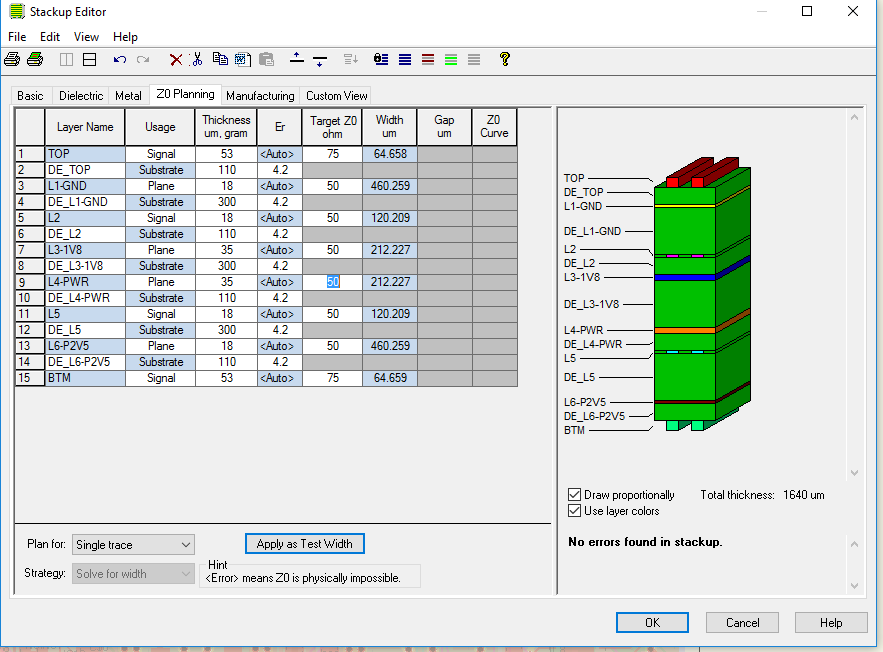 Stackup Editor
File Edit View Help
Basic Dielectric Metal Z0 Planning Manufacturing Custom View
Layer Name Usage Thickness um, gram Er Target Z0 ohm Width um Gap um Z0 Curve
1 TOP Signal 53 <Auto> 75 64.658
2 DE_TOP Substrate 110 4.2
3 L1-GND Plane 18 <Auto> 50 460.259
4 DE_L1-GND Substrate 300 4.2
5 L2 Signal 18 <Auto> 50 120.209
6 DE_L2 Substrate 110 4.2
7 L3-1V8 Plane 35 <Auto> 50 212.227
8 DE_L3-1V8 Substrate 300 4.2
9 L4-PWR Plane 35 <Auto> 50 212.227
10 DE_L4-PWR Substrate 110 4.2
11 L5 Signal 18 <Auto> 50 120.209
12 DE_L5 Substrate 300 4.2
13 L6-P2V5 Plane 18 <Auto> 50 460.259
14 DE_L6-P2V5 Substrate 110 4.2
15 BTM Signal 53 <Auto> 75 64.659
TOP
DE_TOP
L1-GND
DE_L1-GND
L2
DE_L2
L3-1V8
DE_L3-1V8
L4-PWR
DE_L4-PWR
L5
DE_L5
L6-P2V5
DE_L6-P2V5
BTM
Draw proportionally Total thickness: 1640 um
Use layer colors
No errors found in stackup.
Plan for: Single trace Apply as Test Width
Strategy: Solve for width
Hint
<Error> means Z0 is physically impossible.
OK Cancel Help